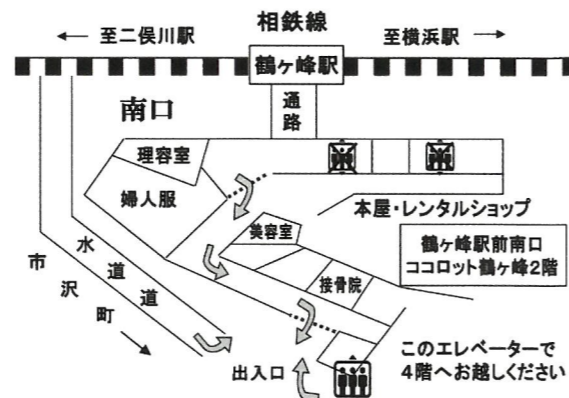 相鉄線
← 至二俣川駅
至横浜駅 →
鶴ヶ峰駅
南口
通路
理容室
婦人服
本屋・レンタルショップ
美容室
鶴ヶ峰駅前南口
ココロット鶴ヶ峰2階
接骨院
水道道
市沢町
出入口
このエレベーターで
4階へお越しください